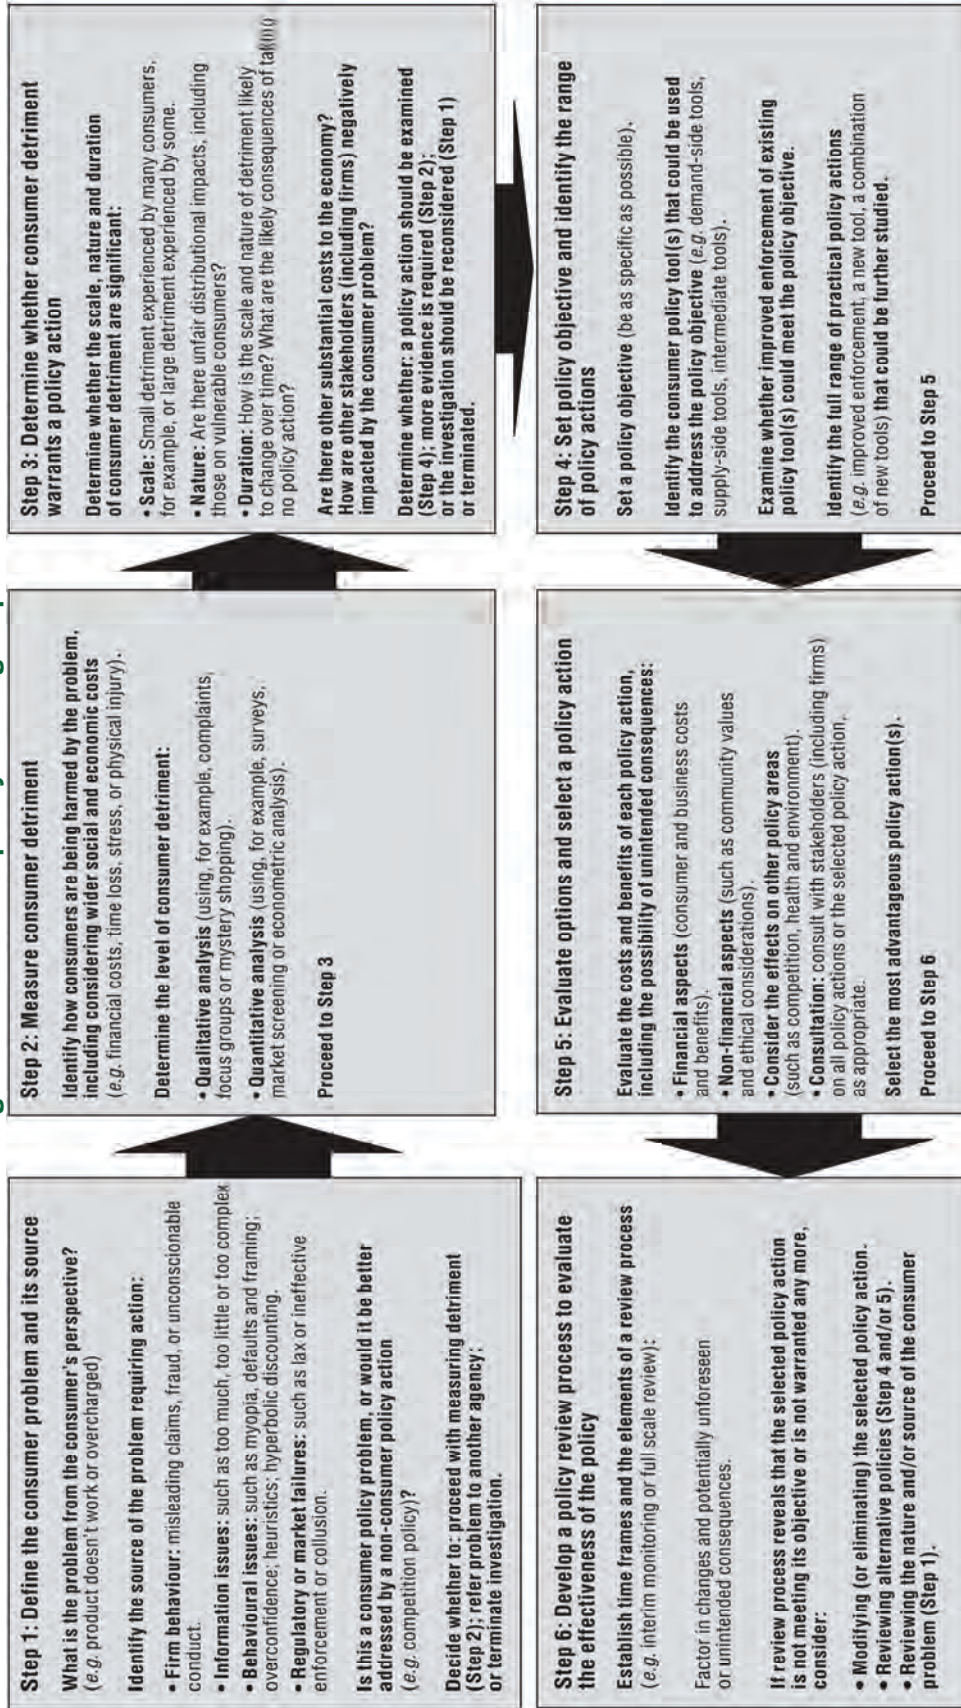 Step 1: Define the consumer problem and its source
What is the problem from the consumer's perspective?
(e.g. product doesn't work or overcharged)
Identify the source of the problem requiring action:
• Firm behaviour: misleading claims, fraud, or unconscionable
conduct.
• Information issues: such as too much, too little or too complex
• Behavioural issues: such as myopia, defaults and framing;
overconfidence; heuristics; hyperbolic discounting.
• Regulatory or market failures: such as lax or ineffective
enforcement or collusion.
Is this a consumer policy problem, or would it be better
addressed by a non-consumer policy action
(e.g. competition policy)?
Decide whether to: proceed with measuring detriment
(Step 2); refer problem to another agency;
or terminate investigation.
Step 2: Measure consumer detriment
Identify how consumers are being harmed by the problem,
including considering wider social and economic costs
(e.g. financial costs, time loss, stress, or physical injury).
Determine the level of consumer detriment:
• Qualitative analysis (using, for example, complaints,
focus groups or mystery shopping).
• Quantitative analysis (using, for example, surveys,
market screening or econometric analysis).
Proceed to Step 3
Step 3: Determine whether consumer detriment
warrants a policy action
Determine whether the scale, nature and duration
of consumer detriment are significant:
• Scale: Small detriment experienced by many consumers,
for example, or large detriment experienced by some.
• Nature: Are there unfair distributional impacts, including
those on vulnerable consumers?
• Duration: How is the scale and nature of detriment likely
to change over time? What are the likely consequences of
no policy action?
Are there other substantial costs to the economy?
How are other stakeholders (including firms) negatively
impacted by the consumer problem?
Determine whether: a policy action should be examined
(Step 4); more evidence is required (Step 2);
or the investigation should be reconsidered (Step 1)
or terminated.
Step 4: Set policy objective and identify the range
of policy actions
Set a policy objective (be as specific as possible).
Identify the consumer policy tool(s) that could be used
to address the policy objective (e.g. demand-side tools,
supply-side tools, intermediate tools).
Examine whether improved enforcement of existing
policy tool(s) could meet the policy objective.
Identify the full range of practical policy actions
(e.g. improved enforcement, a new tool, a combination
of new tools) that could be further studied.
Proceed to Step 5
Step 5: Evaluate options and select a policy action
Evaluate the costs and benefits of each policy action,
including the possibility of unintended consequences:
• Financial aspects (consumer and business costs
and benefits).
• Non-financial aspects (such as community values
and ethical considerations).
• Consider the effects on other policy areas
(such as competition, health and environment).
• Consultation: consult with stakeholders (including firms)
on all policy actions or the selected policy action,
as appropriate.
Select the most advantageous policy action(s).
Proceed to Step 6
Step 6: Develop a policy review process to evaluate
the effectiveness of the policy
Establish time frames and the elements of a review process
(e.g. interim monitoring or full scale review):
Factor in changes and potentially unforeseen
or unintended consequences.
If review process reveals that the selected policy action
is not meeting its objective or is not warranted any more,
consider:
• Modifying (or eliminating) the selected policy action.
• Reviewing alternative policies (Step 4 and/or 5).
• Reviewing the nature and/or source of the consumer
problem (Step 1).